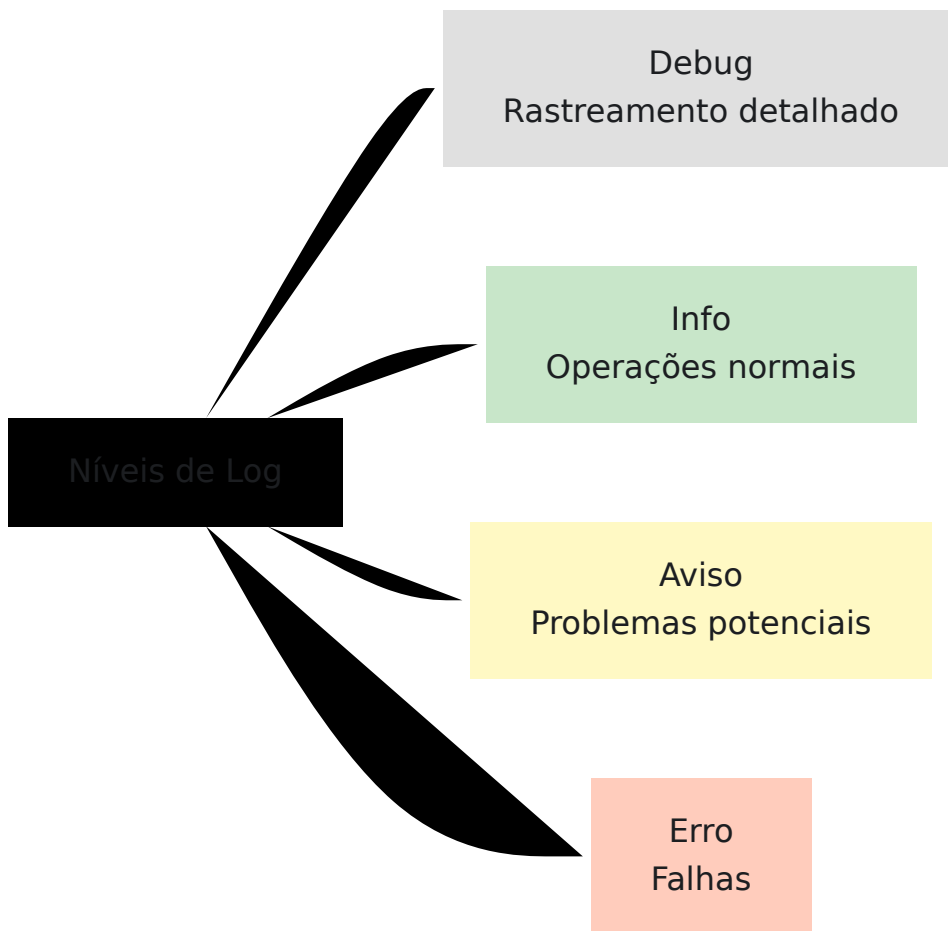 Debug
Rastreamento detalhado
Info
Operações normais
Níveis de Log
Aviso
Problemas potenciais
Erro
Falhas